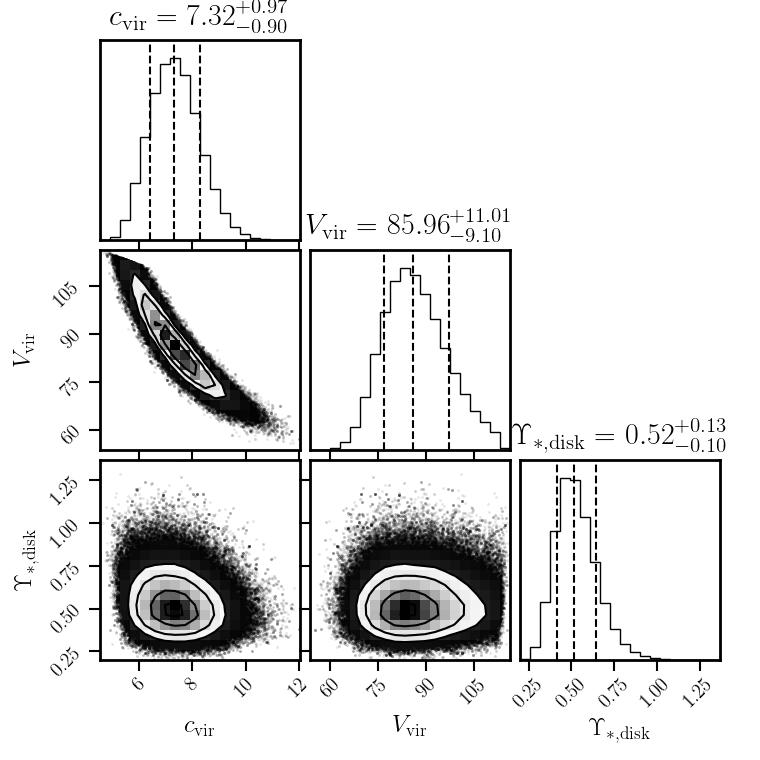 c_vir = 7.32^{+0.97}_{−0.90}
V_vir = 85.96^{+11.01}_{−9.10}
105
90
75
60
V_vir
Υ_{∗,disk} = 0.52^{+0.13}_{−0.10}
1.25
1.00
0.75
0.50
0.25
Υ_{∗,disk}
6 8 10 12
60 75 90 105
0.25 0.50 0.75 1.00 1.25
c_vir
V_vir
Υ_{∗,disk}